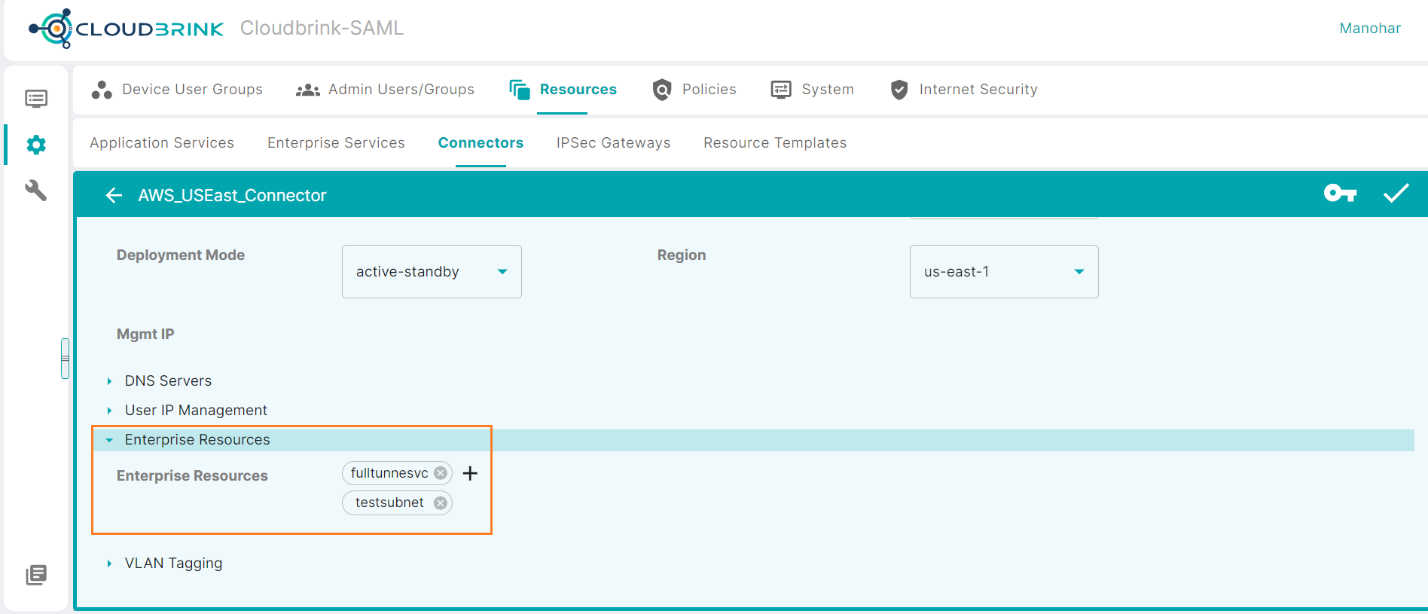 CLOUDBRINK Cloudbrink-SAML Manohar
Device User Groups Admin Users/Groups Resources Policies System Internet Security
Application Services Enterprise Services Connectors IPSec Gateways Resource Templates
AWS_USEast_Connector
Deployment Mode active-standby Region us-east-1
Mgmt IP
DNS Servers
User IP Management
Enterprise Resources
Enterprise Resources fulltunnesvc
testsubnet
VLAN Tagging